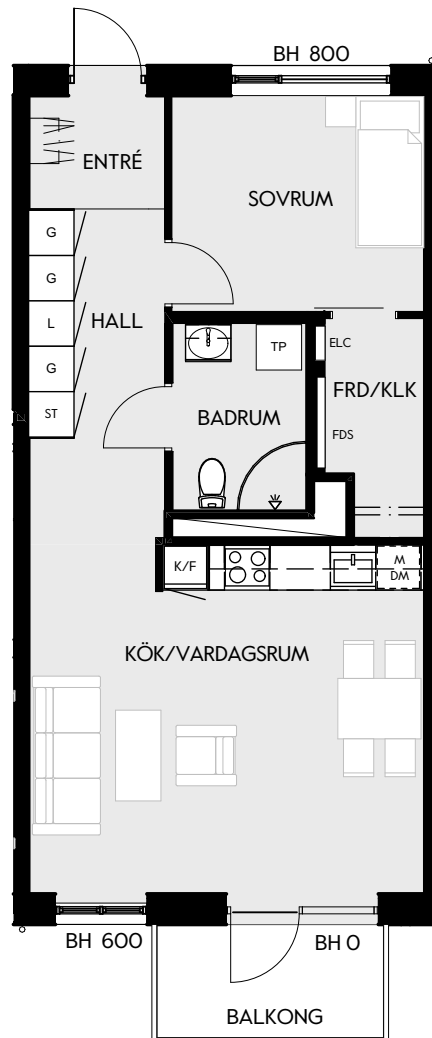 BH 800
ENTRÉ
SOVRUM
G
G
L
G
ST
HALL
ELC
TP
FRD/KLK
BADRUM
FDS
K/F
M
DM
KÖK/VARDAGSRUM
BH 600
BH 0
BALKONG